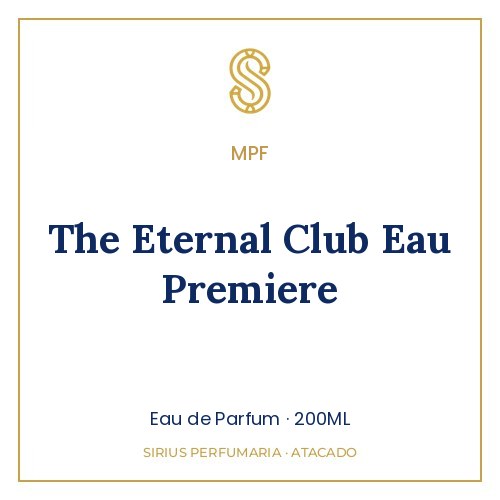 MPF
The Eternal Club Eau
Premiere
Eau de Parfum · 200ML
SIRIUS PERFUMARIA · ATACADO